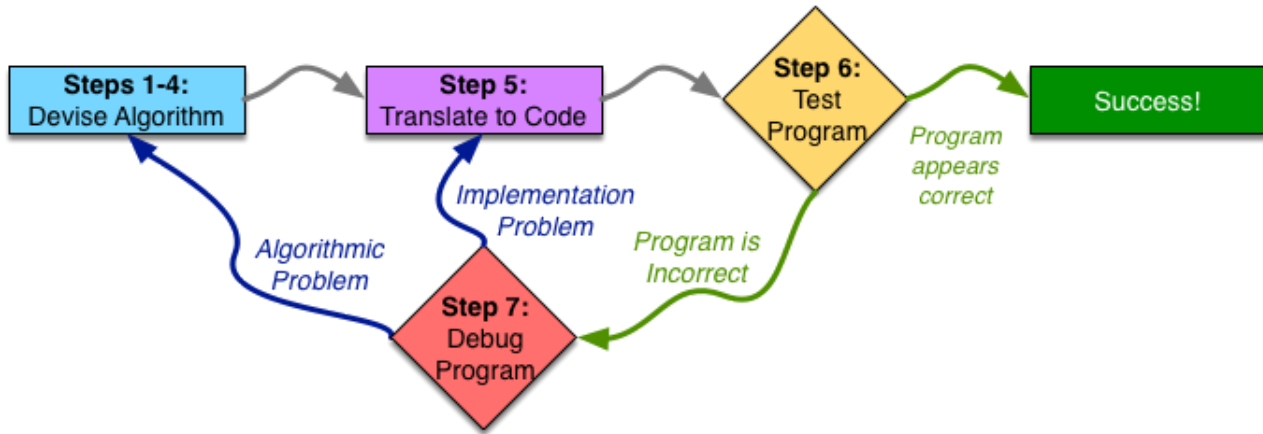 Steps 1-4:
Devise Algorithm
Step 5:
Translate to Code
Step 6:
Test
Program
Success!
Program
appears
correct
Implementation
Problem
Program is
Incorrect
Algorithmic
Problem
Step 7:
Debug
Program